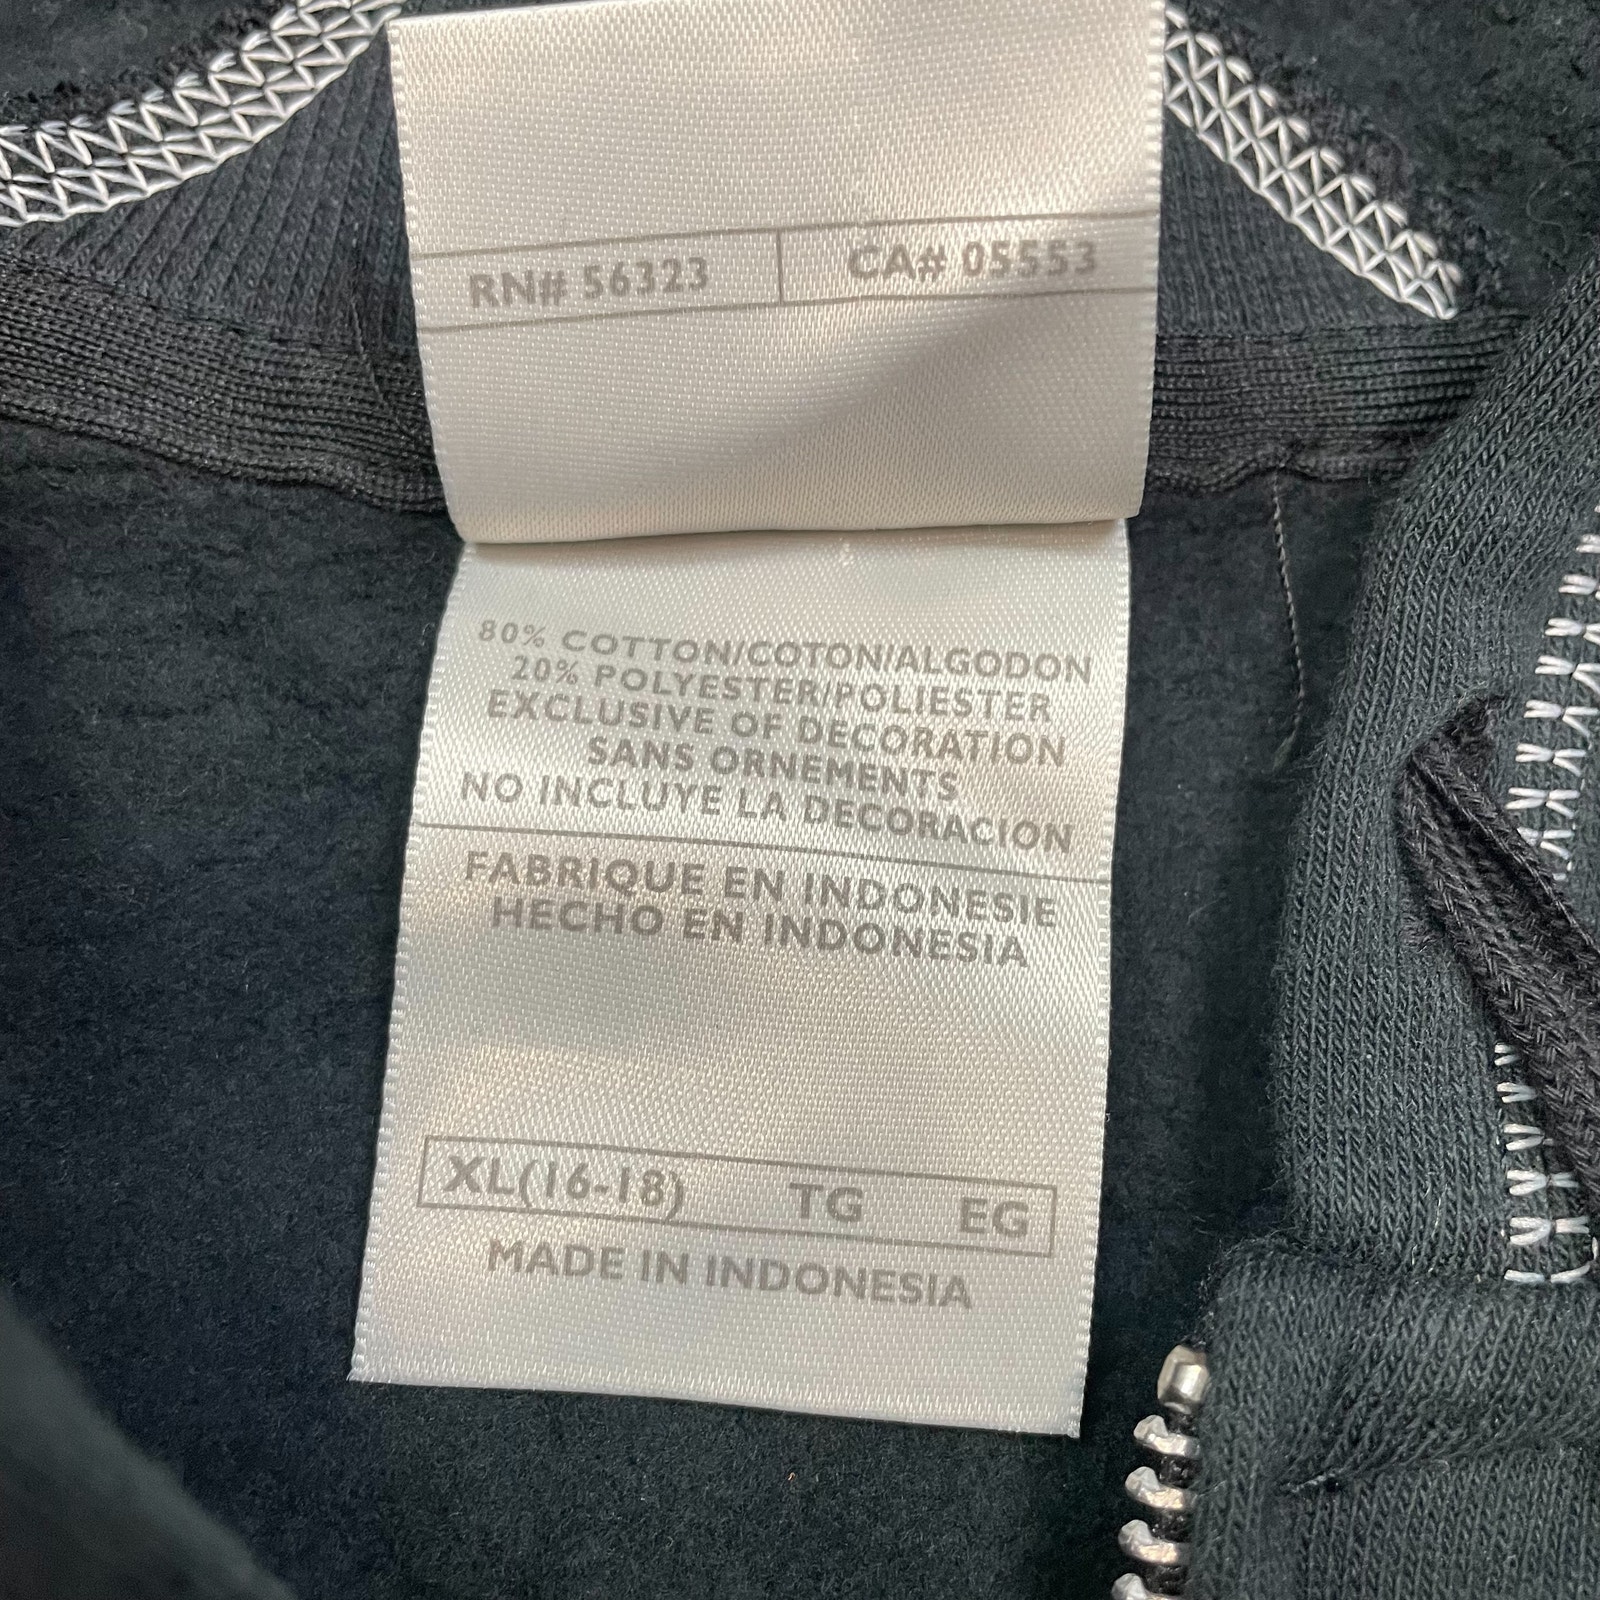 RN# 56323 CA# 05553
80% COTTON/COTON/ALGODON
20% POLYESTER/POLIESTER
EXCLUSIVE OF DECORATION
SANS ORNEMENTS
NO INCLUYE LA DECORACION
FABRIQUE EN INDONESIE
HECHO EN INDONESIA
XL(16-18) TG EG
MADE IN INDONESIA